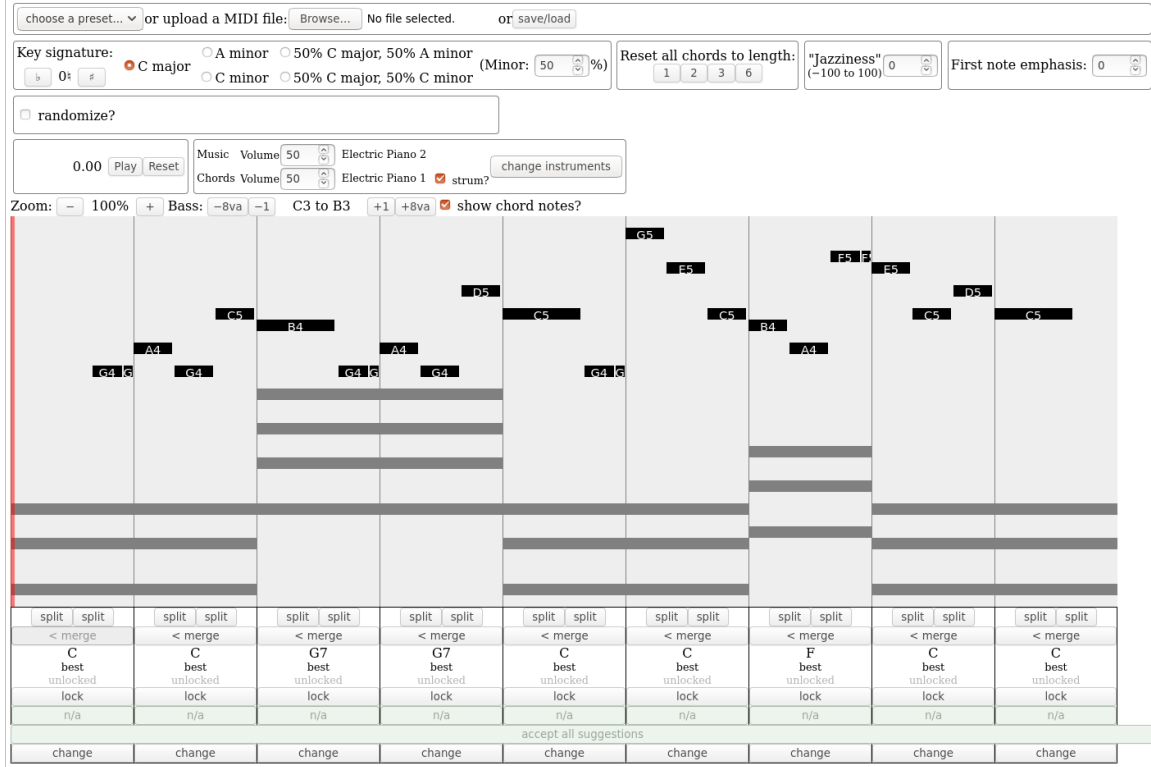 choose a preset... or upload a MIDI file: Browse... No file selected. or save/load
Key signature:
♭ 0♮ ♯
C major
A minor 50% C major, 50% A minor
C minor 50% C major, 50% C minor
(Minor: 50 %)
Reset all chords to length:
1 2 3 6
"Jazziness"
(−100 to 100)
0
First note emphasis: 0
randomize?
0.00 Play Reset
Music Volume 50 Electric Piano 2
Chords Volume 50 Electric Piano 1 strum?
change instruments
Zoom: − 100% + Bass: −8va −1 C3 to B3 +1 +8va show chord notes?
G5
F5
E5 E5
D5 D5
C5 C5 C5 C5 C5
B4 B4
A4 A4 A4
G4 G G4 G4 G G4 G4 G
split split split split split split split split split split split split split split split split split split
< merge < merge < merge < merge < merge < merge < merge < merge < merge
C C G7 G7 C C F C C
best best best best best best best best best
unlocked unlocked unlocked unlocked unlocked unlocked unlocked unlocked unlocked
lock lock lock lock lock lock lock lock lock
n/a n/a n/a n/a n/a n/a n/a n/a n/a
accept all suggestions
change change change change change change change change change